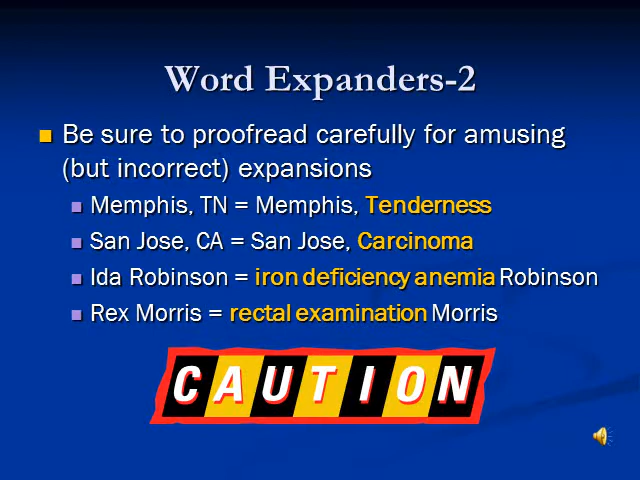 Word Expanders-2
Be sure to proofread carefully for amusing
(but incorrect) expansions
Memphis, TN = Memphis, Tenderness
San Jose, CA = San Jose, Carcinoma
Ida Robinson = iron deficiency anemia Robinson
Rex Morris = rectal examination Morris
CAUTION